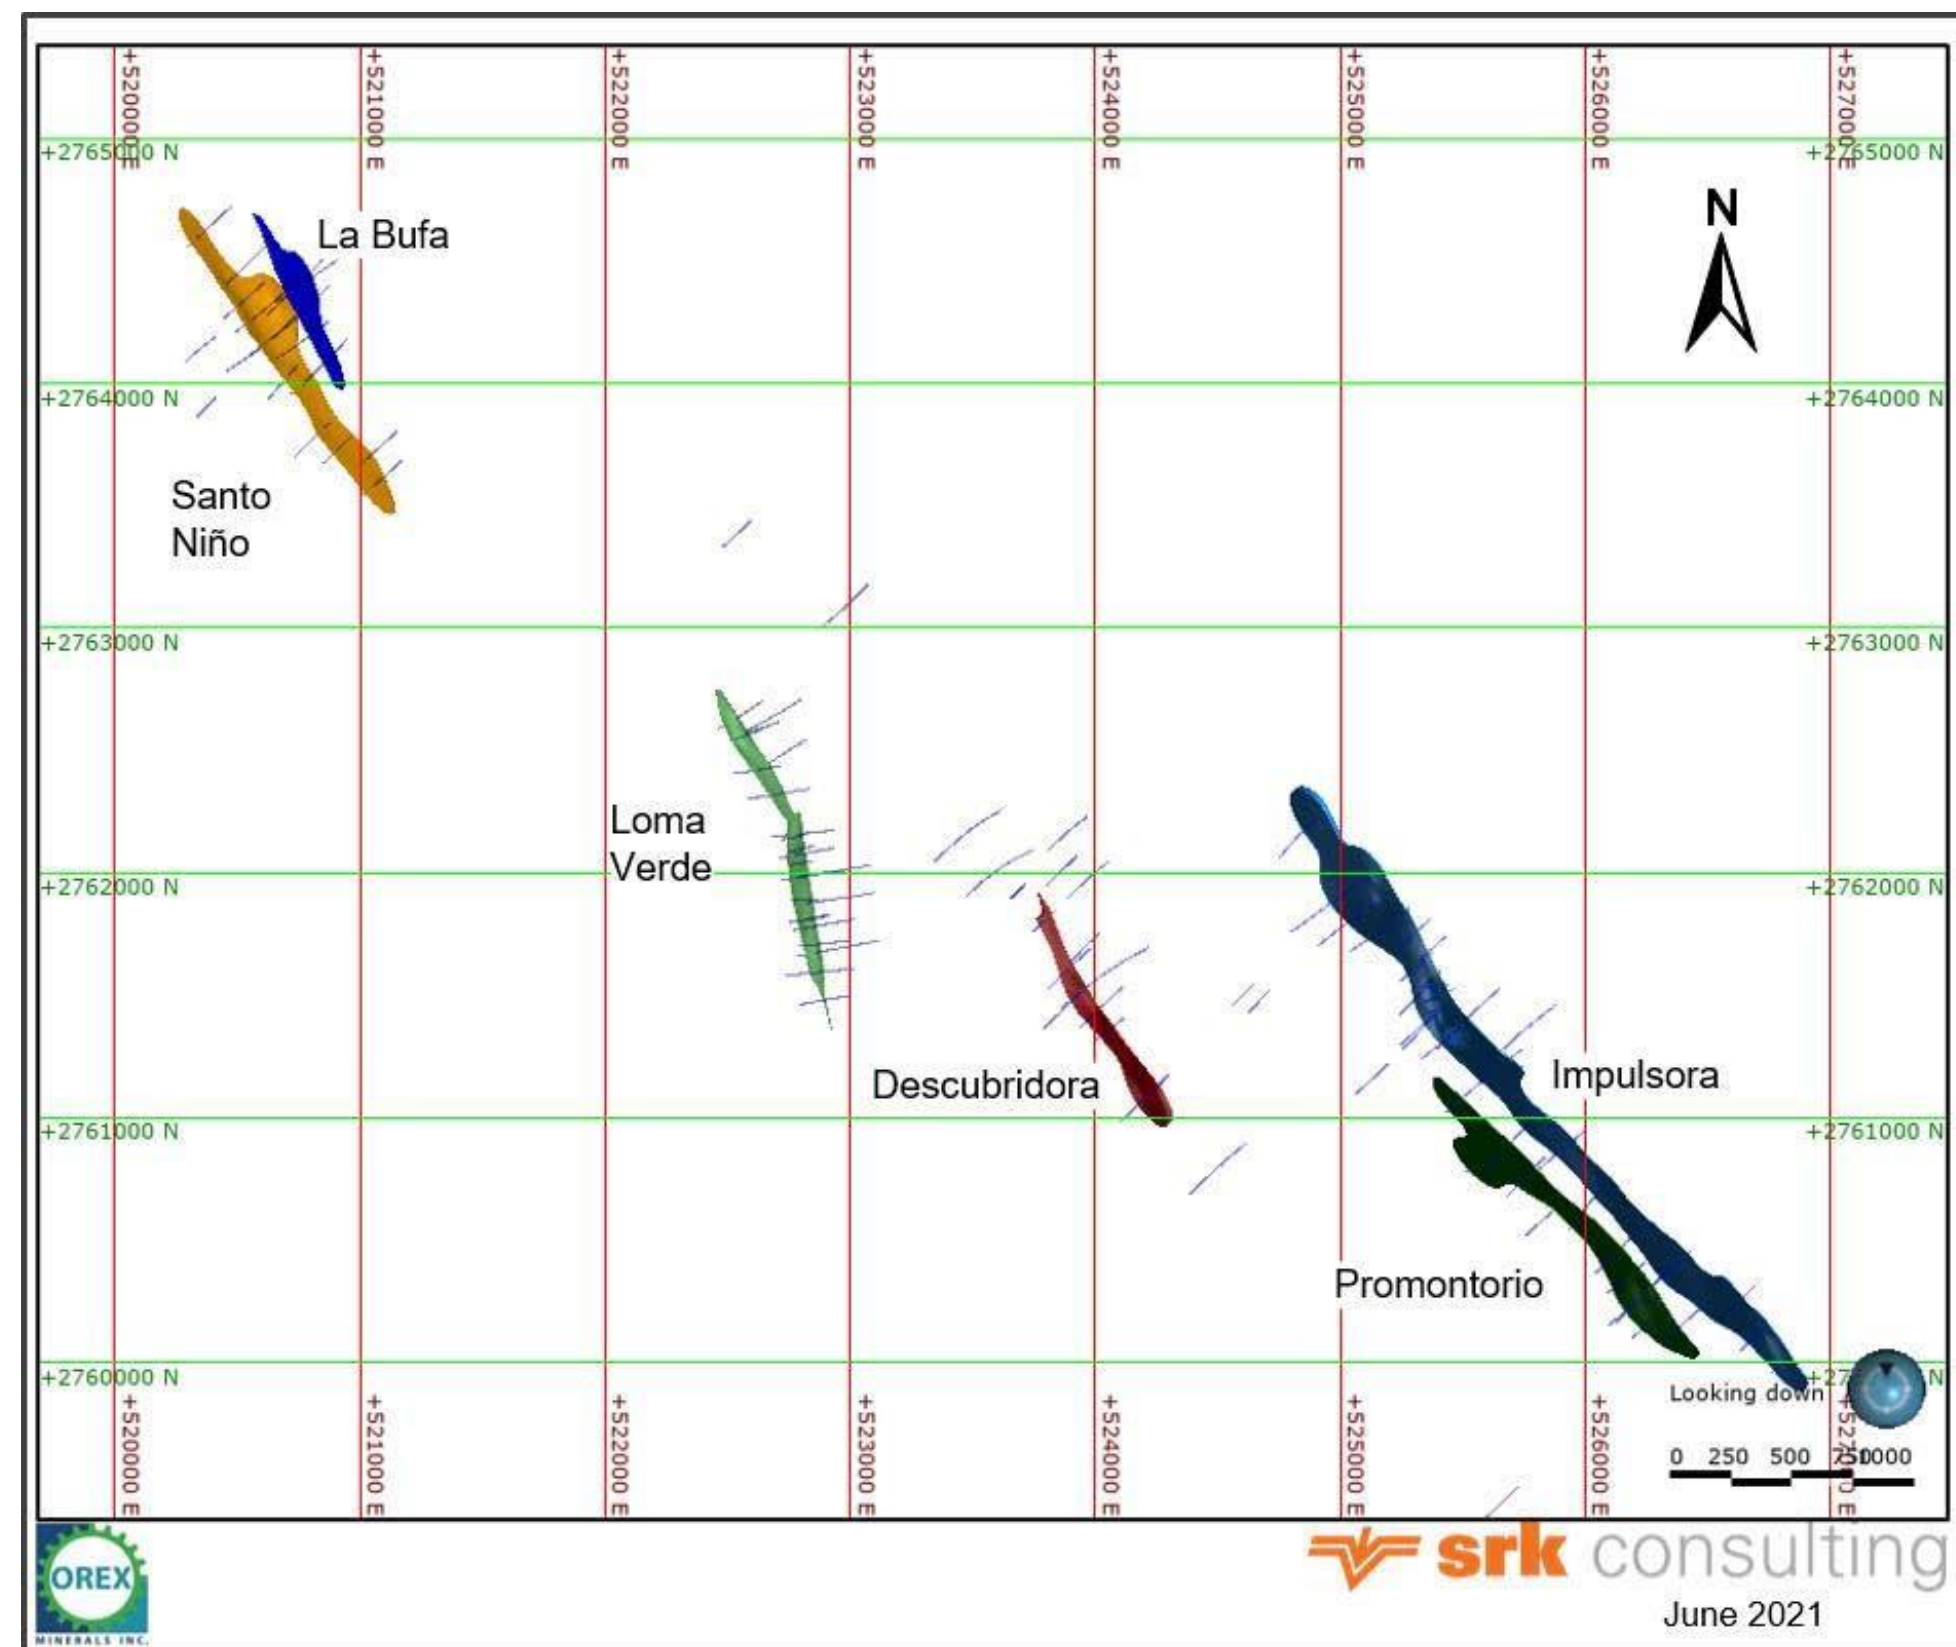 +520000 E
+521000 E
+522000 E
+523000 E
+524000 E
+525000 E
+526000 E
+527000 E
+2765000 N
+2765000 N
N
La Bufa
+2764000 N
+2764000 N
Santo
Niño
+2763000 N
+2763000 N
Loma
Verde
+2762000 N
+2762000 N
Impulsora
Descubridora
+2761000 N
+2761000 N
Promontorio
+2760000 N
Looking down
+520000 E
+521000 E
+522000 E
+523000 E
+524000 E
+525000 E
+526000 E
0 250 500 750 1000
OREX
MINERALS INC.
srk consulting
June 2021